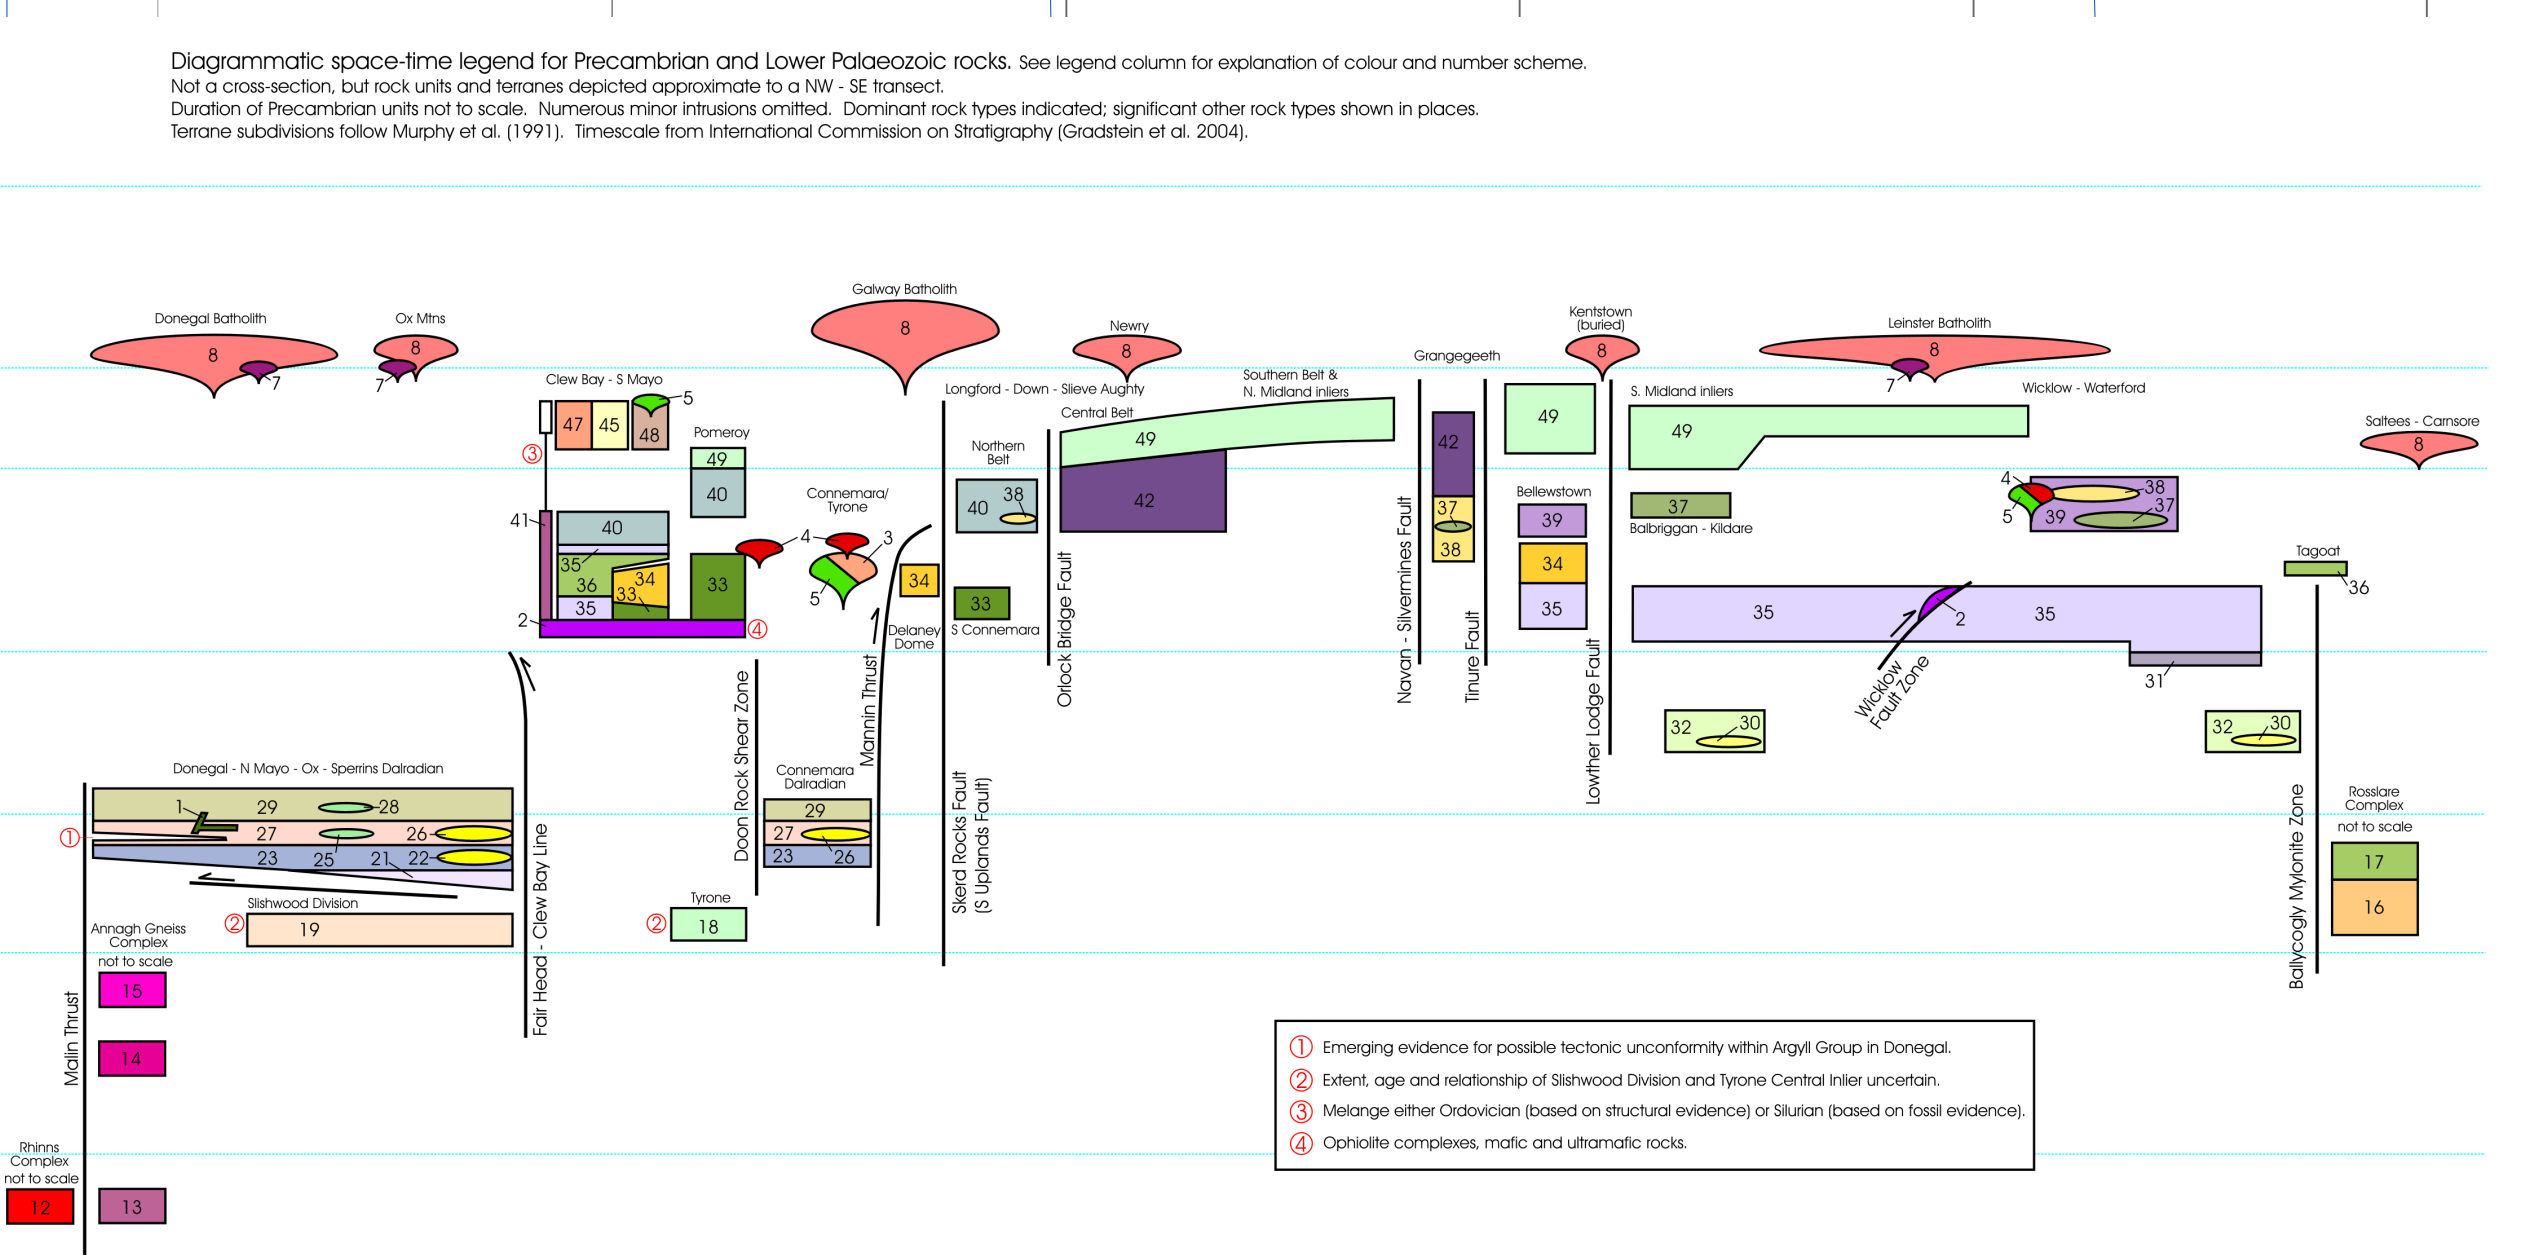 Diagrammatic space-time legend for Precambrian and Lower Palaeozoic rocks. See legend column for explanation of colour and number scheme.
Not a cross-section, but rock units and terranes depicted approximate to a NW - SE transect.
Duration of Precambrian units not to scale. Numerous minor intrusions omitted. Dominant rock types indicated; significant other rock types shown in places.
Terrane subdivisions follow Murphy et al. (1991). Timescale from International Commission on Stratigraphy (Gradstein et al. 2004).
Donegal Batholith
8
7
Ox Mtns
8
7
Clew Bay - S Mayo
47
45
48
5
3
41
40
35
36
34
33
35
2
4
Pomeroy
49
40
33
4
Connemara/
Tyrone
3
5
Galway Batholith
8
34
Delaney
Dome
Mannin Thrust
Longford - Down - Slieve Aughty
Northern
Belt
40
38
33
S Connemara
Newry
8
Central Belt
Southern Belt &
N. Midland inliers
49
42
Orlock Bridge Fault
Grangegeeth
42
37
38
Navan - Silvermines Fault
Tinure Fault
Kentstown
(buried)
8
49
Bellewstown
39
34
35
Lowther Lodge Fault
Leinster Batholith
8
7
S. Midland inliers
Wicklow - Waterford
49
37
Balbriggan - Kildare
4
5
38
37
39
35
2
35
31
Wicklow
Fault Zone
32
30
32
30
Saltees - Carnsore
8
Tagoat
36
Ballycogly Mylonite Zone
Rosslare
Complex
not to scale
17
16
Donegal - N Mayo - Ox - Sperrins Dalradian
1
29
28
1
27
26
23
25
21
22
Slishwood Division
2
19
Annagh Gneiss
Complex
not to scale
15
14
13
Malin Thrust
Rhinns
Complex
not to scale
12
Fair Head - Clew Bay Line
Tyrone
2
18
Doon Rock Shear Zone
Connemara
Dalradian
29
27
23
26
Skerd Rocks Fault
(S Uplands Fault)
1 Emerging evidence for possible tectonic unconformity within Argyll Group in Donegal.
2 Extent, age and relationship of Slishwood Division and Tyrone Central Inlier uncertain.
3 Melange either Ordovician (based on structural evidence) or Silurian (based on fossil evidence).
4 Ophiolite complexes, mafic and ultramafic rocks.